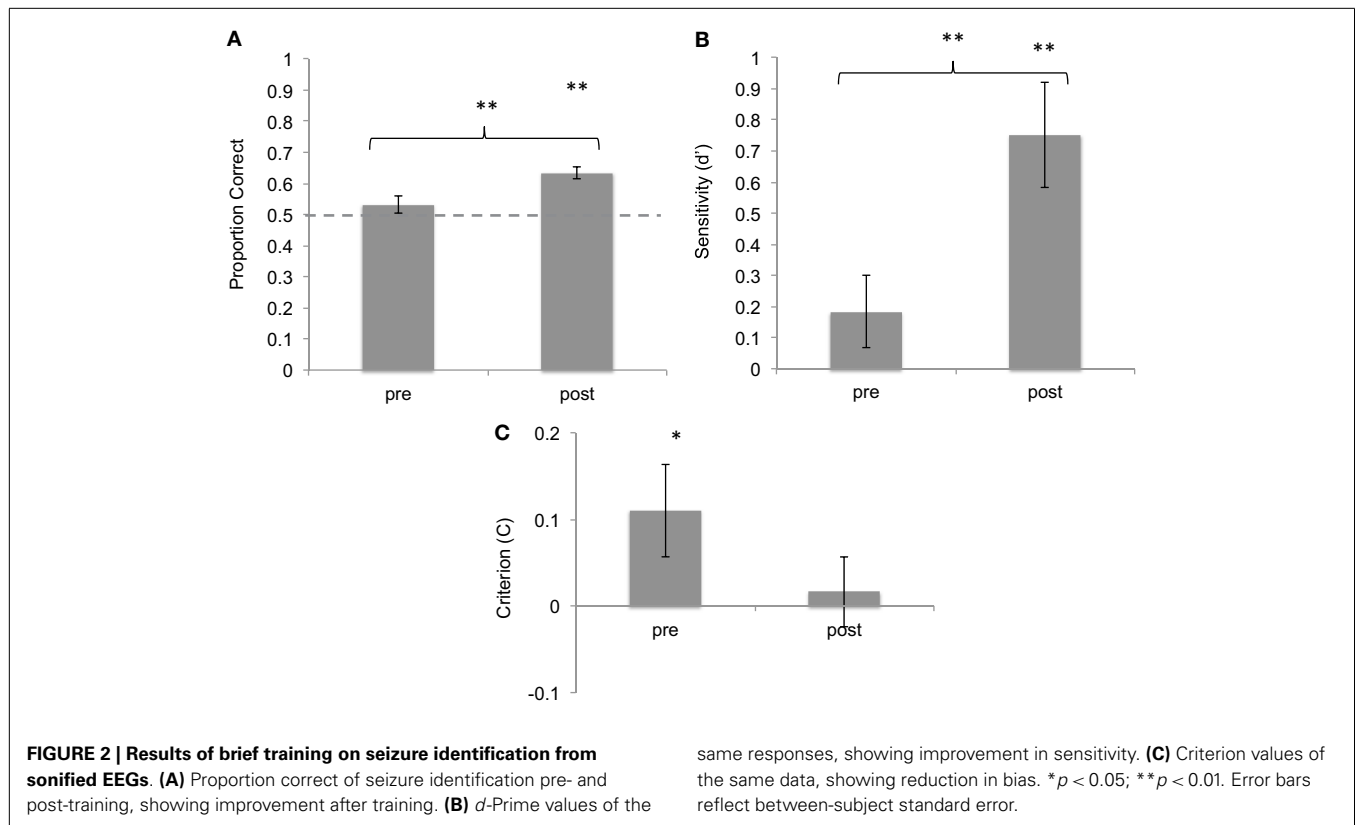 A
**
**
1
0.9
0.8
0.7
0.6
0.5
0.4
0.3
0.2
0.1
0
Proportion Correct
pre post
B
**
**
1
0.9
0.8
0.7
0.6
0.5
0.4
0.3
0.2
0.1
0
Sensitivity (d')
pre post
C
*
0.2
0.1
0
-0.1
Criterion (C)
pre post
FIGURE 2 | Results of brief training on seizure identification from
sonified EEGs. (A) Proportion correct of seizure identification pre- and
post-training, showing improvement after training. (B) d-Prime values of the
same responses, showing improvement in sensitivity. (C) Criterion values of
the same data, showing reduction in bias. *p < 0.05; **p < 0.01. Error bars
reflect between-subject standard error.